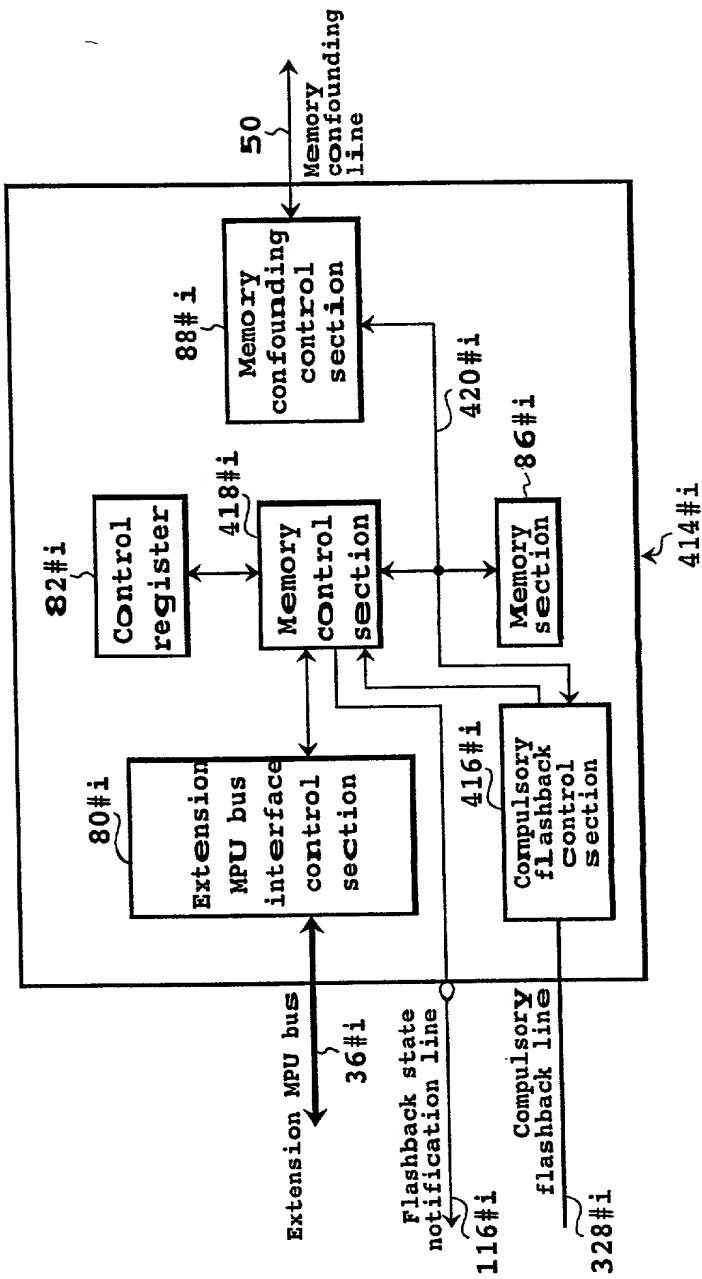 82#i
Control
register
418#i
Memory
control
section
88#i
Memory
confounding
control
section
50
Memory
confounding
line
80#i
Extension
MPU bus
interface
control
section
Extension MPU bus
36#i
420#i
416#i
Compulsory
flashback
control
section
86#i
Memory
section
Flashback state
notification line
116#i
Compulsory
flashback line
328#i
414#i